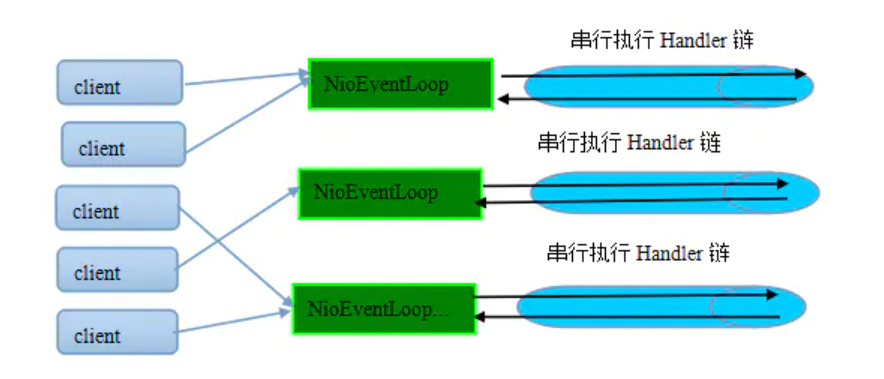 串行执行 Handler 链
client
NioEventLoop
client
串行执行 Handler 链
client
NioEventLoop
client
串行执行 Handler 链
NioEventLoop...
client